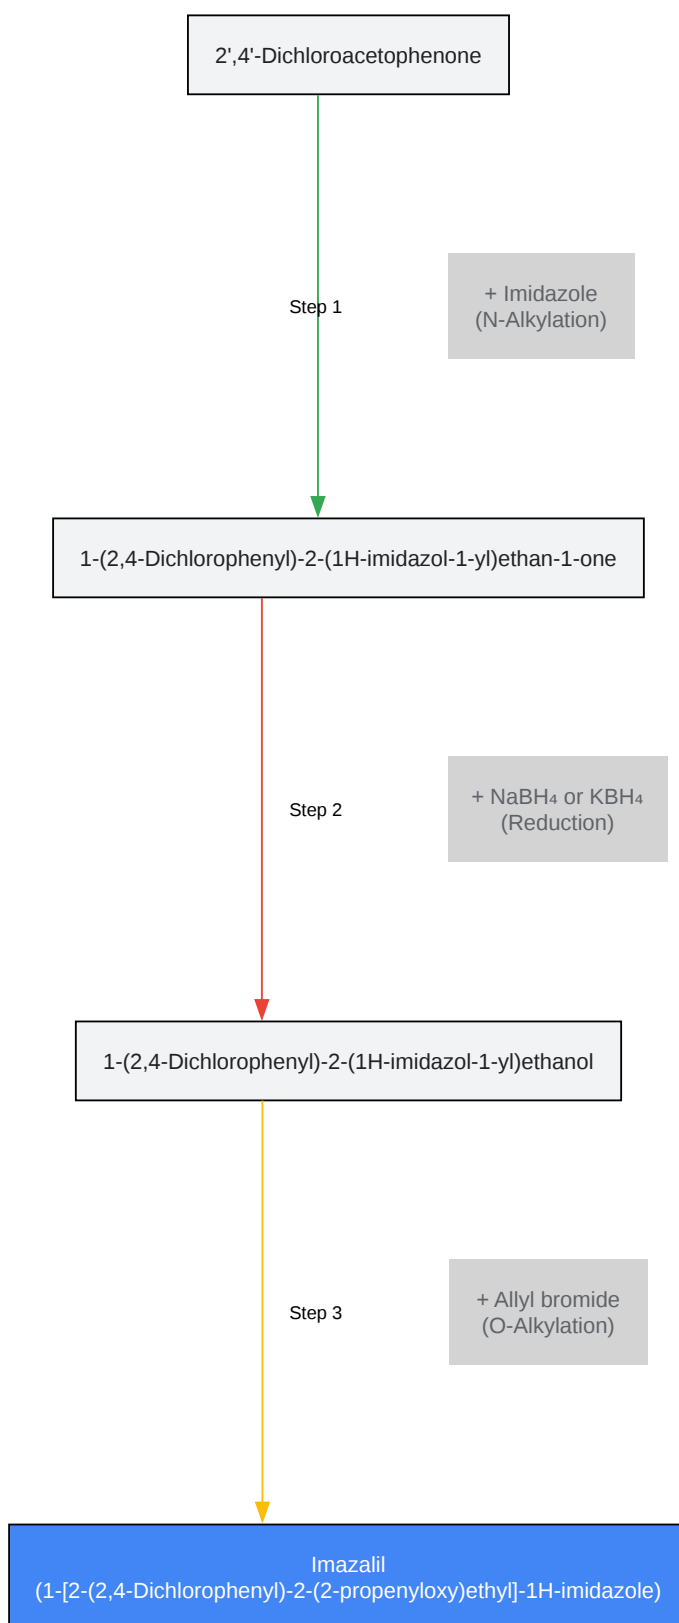 2',4'-Dichloroacetophenone
Step 1
+ Imidazole
(N-Alkylation)
1-(2,4-Dichlorophenyl)-2-(1H-imidazol-1-yl)ethan-1-one
Step 2
+ NaBH₄ or KBH₄
(Reduction)
1-(2,4-Dichlorophenyl)-2-(1H-imidazol-1-yl)ethanol
Step 3
+ Allyl bromide
(O-Alkylation)
Imazalil
(1-[2-(2,4-Dichlorophenyl)-2-(2-propenyloxy)ethyl]-1H-imidazole)